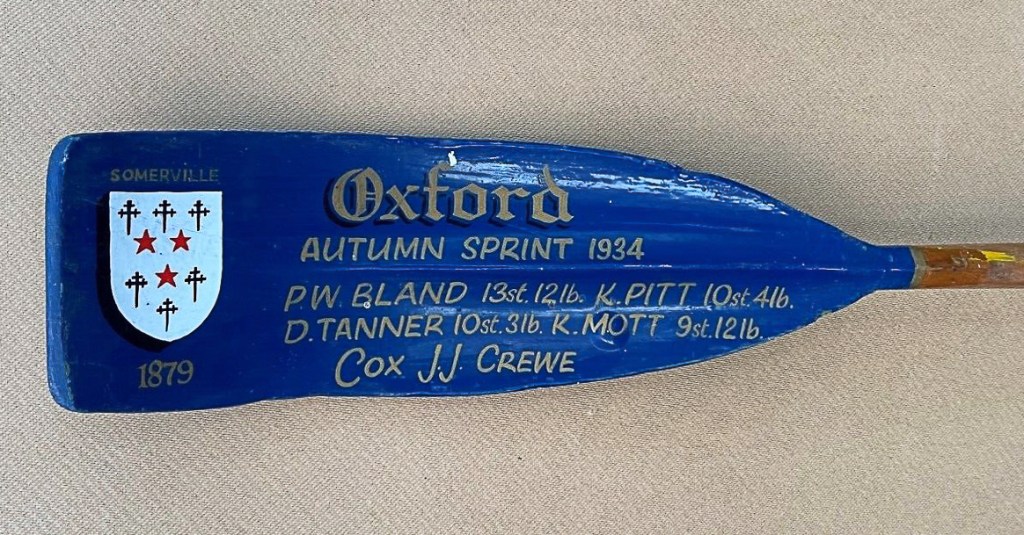 SOMERVILLE
1879
Oxford
AUTUMN SPRINT 1934
P.W. BLAND 13st. 12lb. K. PITT 10st. 4lb.
D. TANNER 10st. 3lb. K. MOTT 9st. 12lb.
COX J.J. CREWE